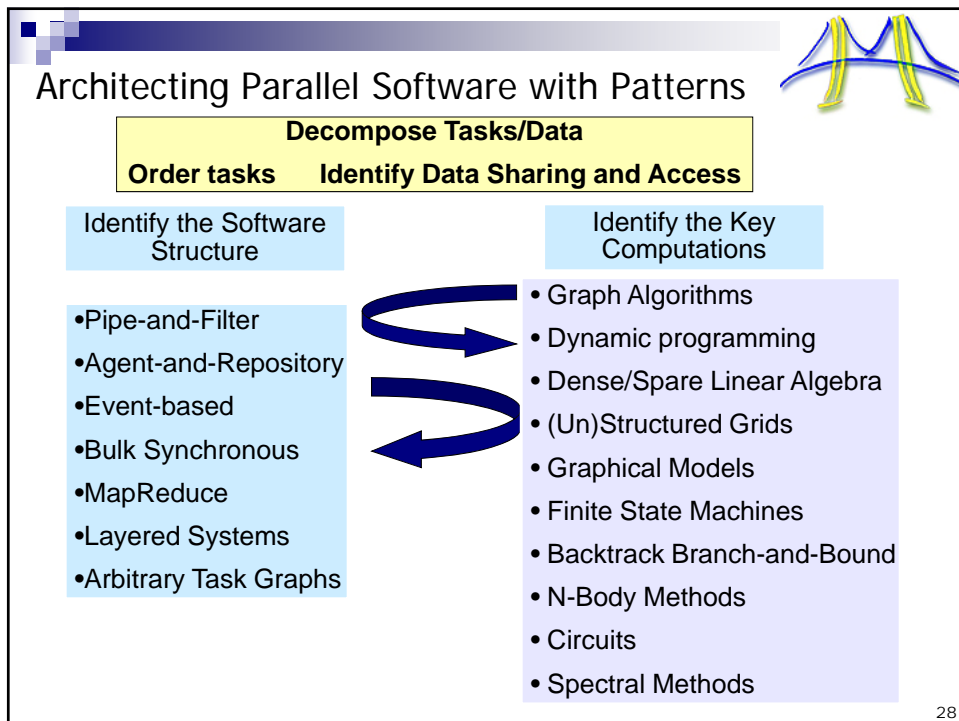 Architecting Parallel Software with Patterns
Decompose Tasks/Data
Order tasks Identify Data Sharing and Access
Identify the Software
Structure
•Pipe-and-Filter
•Agent-and-Repository
•Event-based
•Bulk Synchronous
•MapReduce
•Layered Systems
•Arbitrary Task Graphs
Identify the Key
Computations
• Graph Algorithms
• Dynamic programming
• Dense/Spare Linear Algebra
• (Un)Structured Grids
• Graphical Models
• Finite State Machines
• Backtrack Branch-and-Bound
• N-Body Methods
• Circuits
• Spectral Methods
28